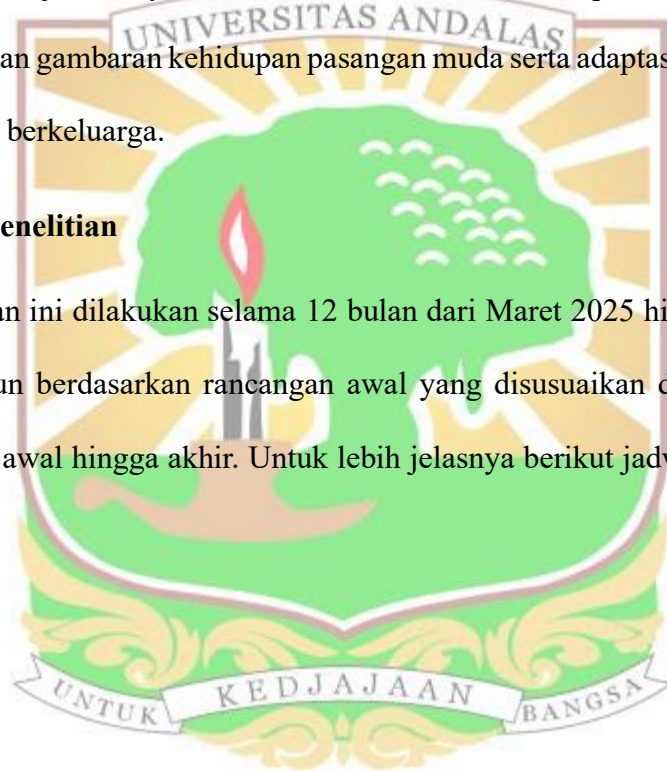 UNIVERSITAS ANDALAS
an gambaran kehidupan pasangan muda serta adaptas
berkeluarga.
enelitian
an ini dilakukan selama 12 bulan dari Maret 2025 hi
un berdasarkan rancangan awal yang disusuaikan d
awal hingga akhir. Untuk lebih jelasnya berikut jadw
UNTUK KEDJAJAAN BANGSA